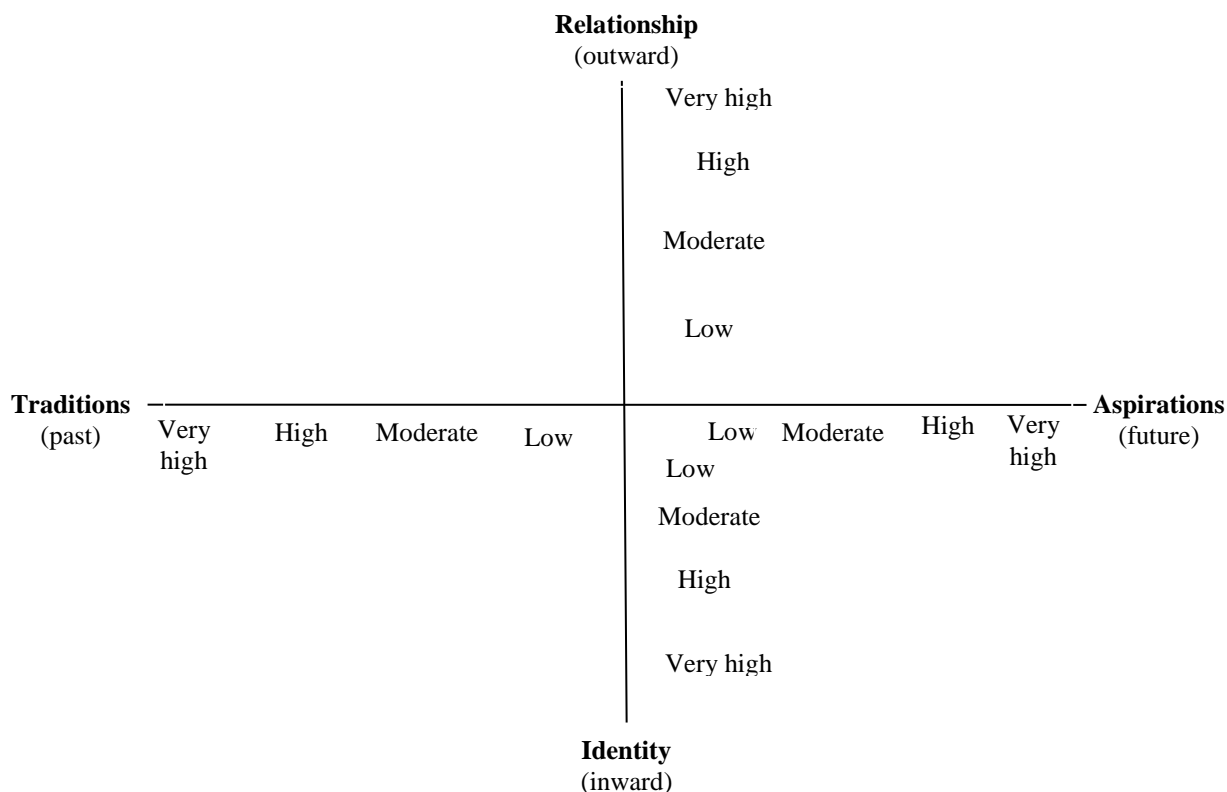 Relationship
(outward)
Very high
High
Moderate
Low
Traditions
(past)
Very
high
High
Moderate
Low
Low
Moderate
High
Very
high
Aspirations
(future)
Low
Moderate
High
Very high
Identity
(inward)